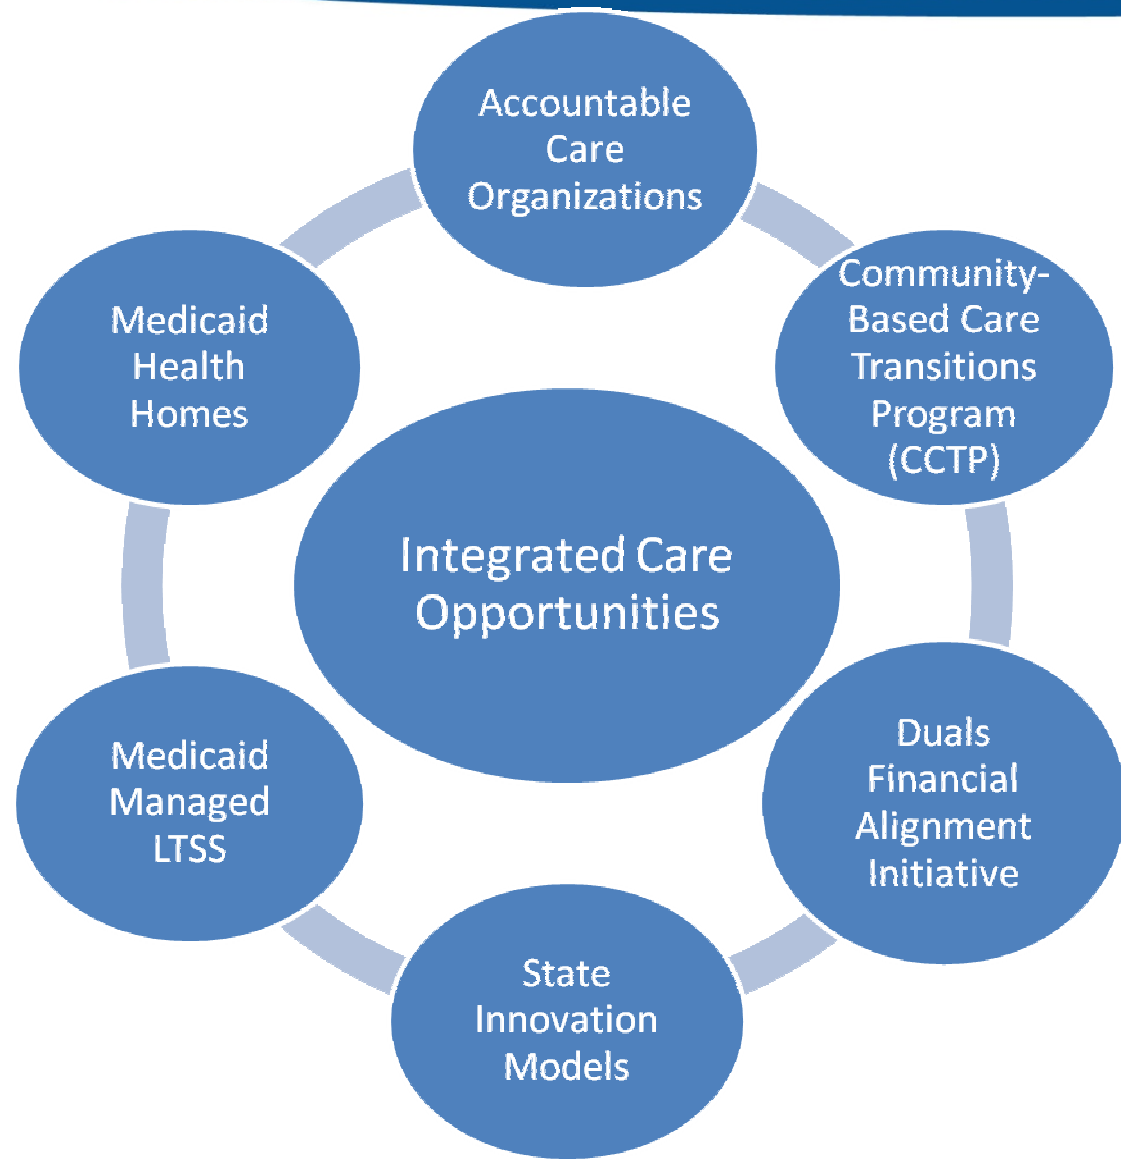 Accountable
Care
Organizations
Community-
Based Care
Transitions
Program
(CCTP)
Duals
Financial
Alignment
Initiative
State
Innovation
Models
Medicaid
Managed
LTSS
Medicaid
Health
Homes
Integrated Care
Opportunities